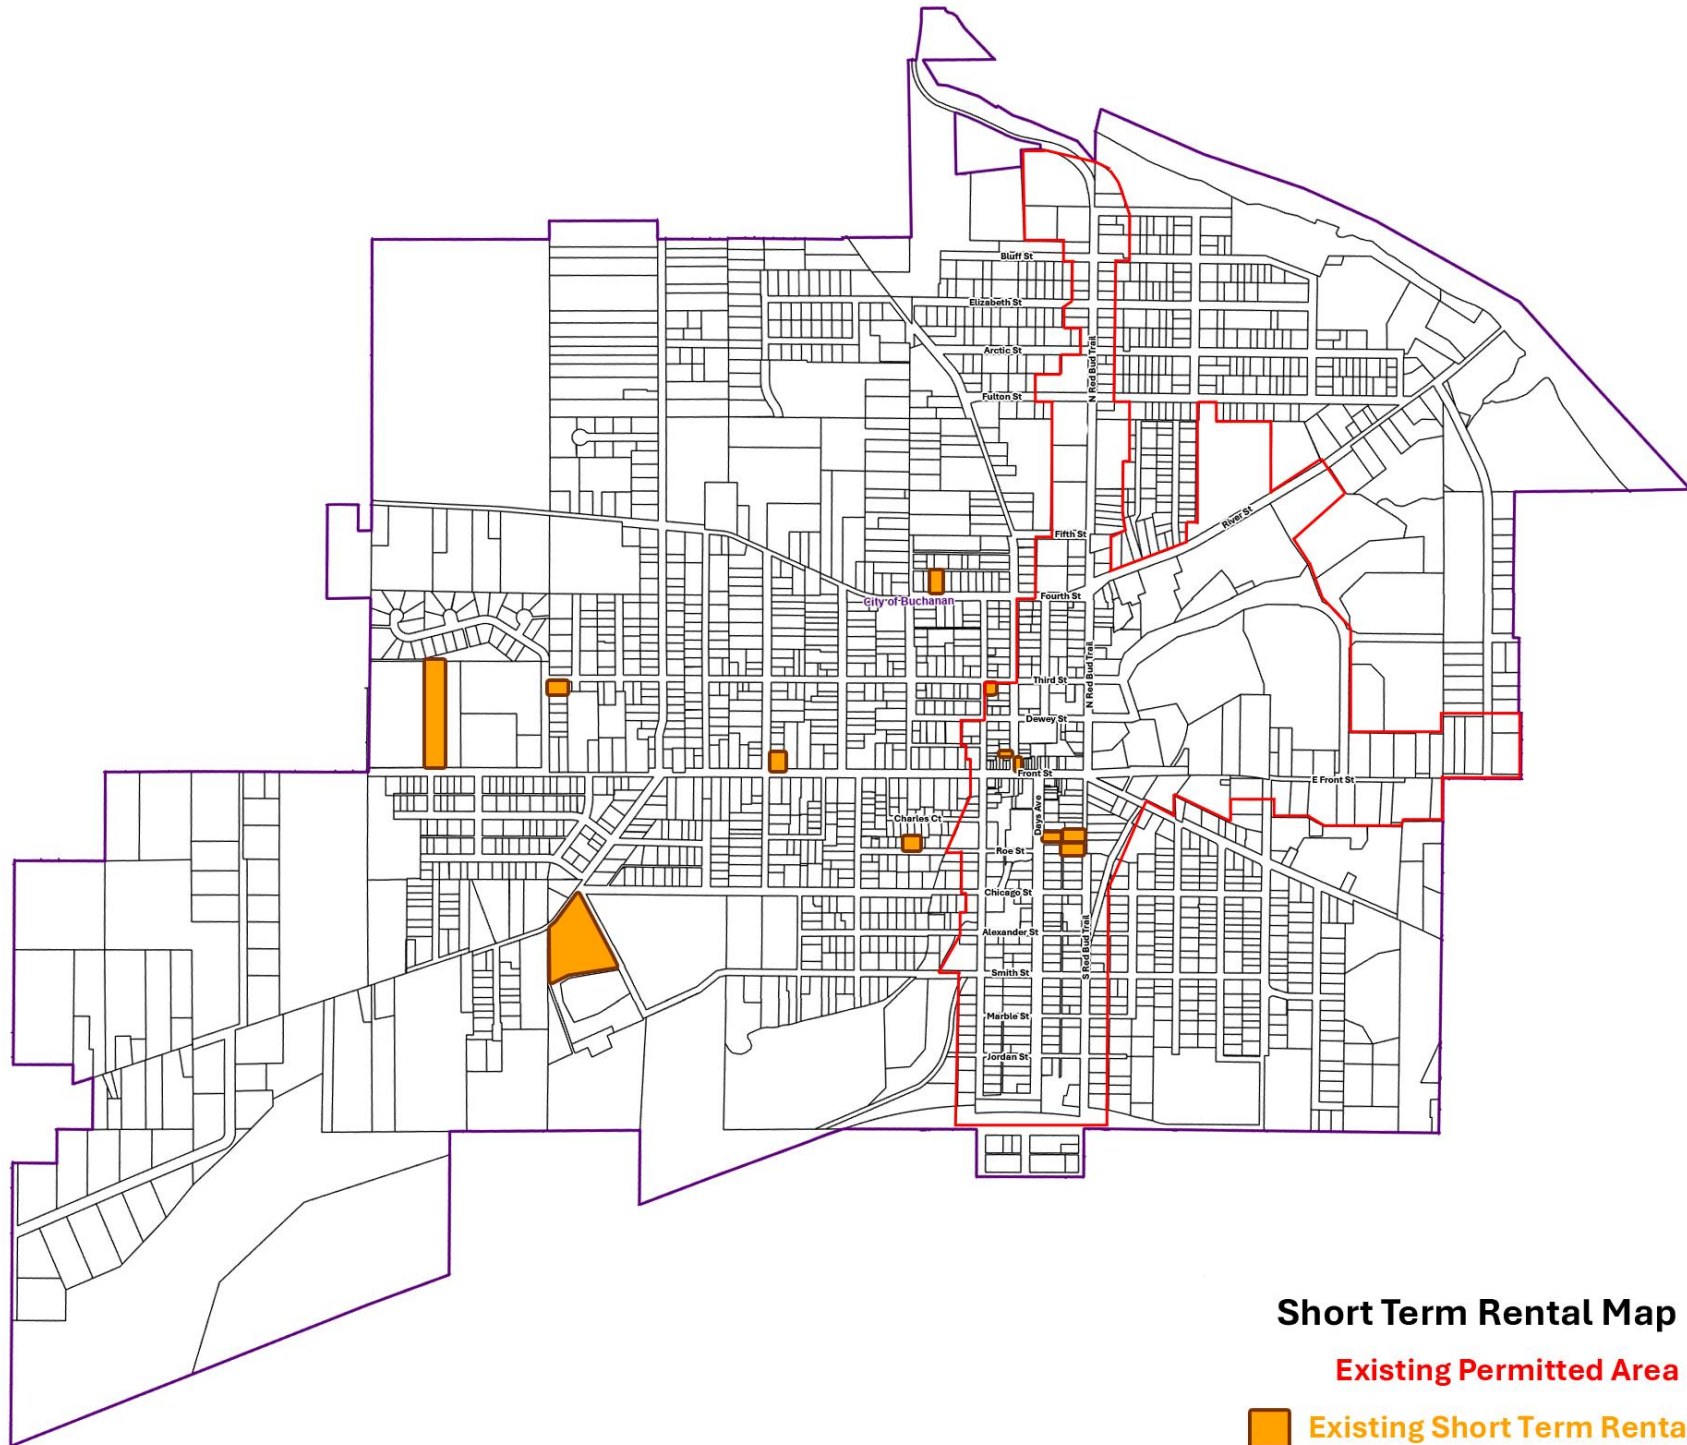 Bluff St
Elizabeth St
Arctic St
N Red Bud Trail
Fulton St
River St
Fifth St
Fourth St
City of Buchanan
N Red Bud Trail
Third St
Dewey St
Front St
E Front St
Days Ave
Charles Ct
Roe St
Chicago St
Alexander St
S Red Bud Trail
Smith St
Marble St
Jordan St
Short Term Rental Map
Existing Permitted Area
Existing Short Term Renta